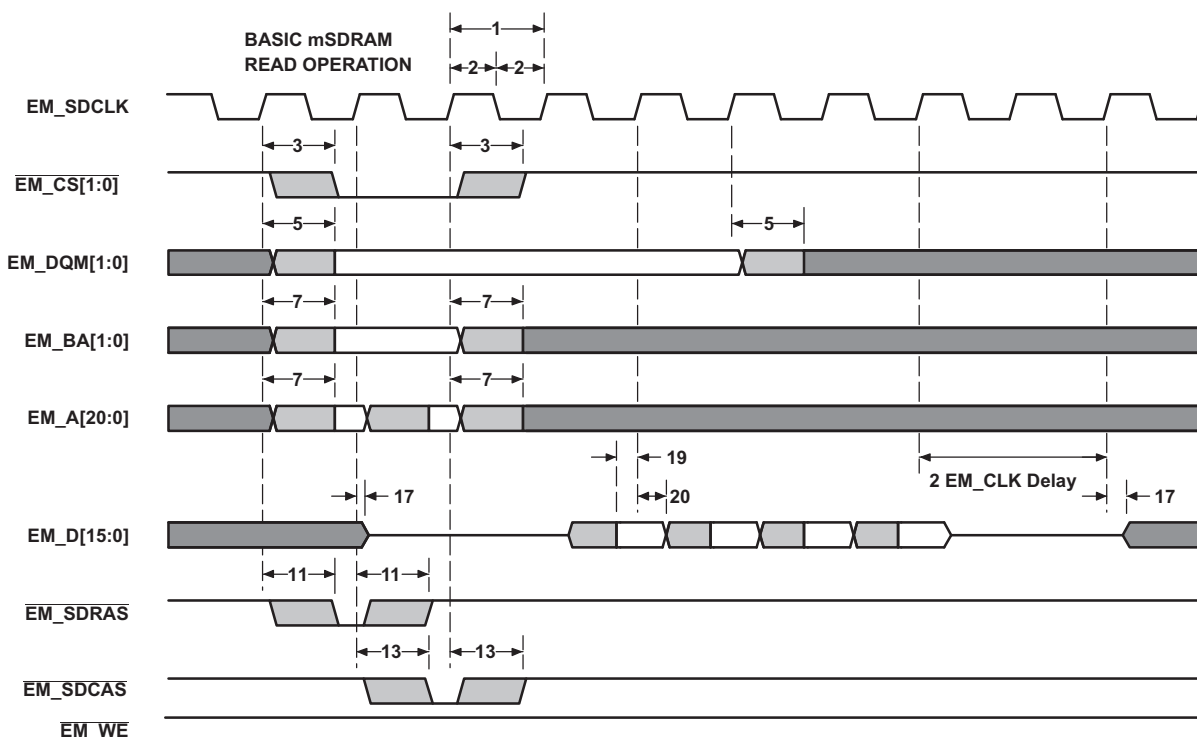 1
BASIC mSDRAM
READ OPERATION
2 2
EM_SDCLK
3 3
EM_CS[1:0]
5 5
EM_DQM[1:0]
7 7
EM_BA[1:0]
7 7
EM_A[20:0]
19
2 EM_CLK Delay
17 20 17
EM_D[15:0]
11 11
EM_SDRAS
13 13
EM_SDCAS
EM_WE